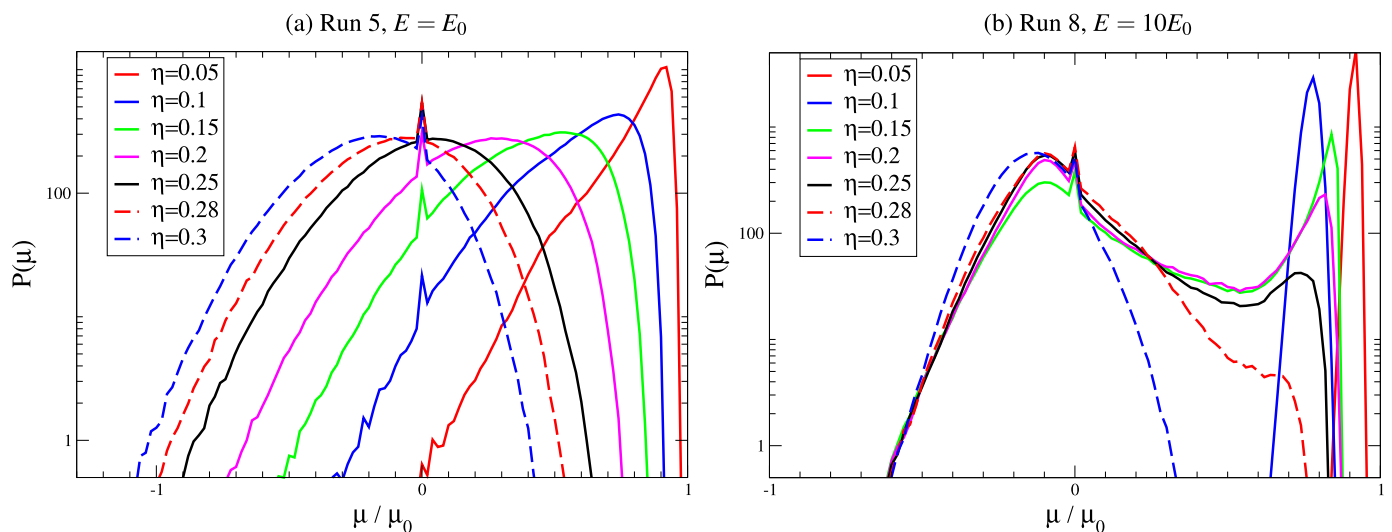 (a) Run 5, E = E₀
P(μ)
100
1
η=0.05
η=0.1
η=0.15
η=0.2
η=0.25
η=0.28
η=0.3
-1
0
1
μ / μ₀
(b) Run 8, E = 10E₀
P(μ)
100
1
η=0.05
η=0.1
η=0.15
η=0.2
η=0.25
η=0.28
η=0.3
-1
0
1
μ / μ₀